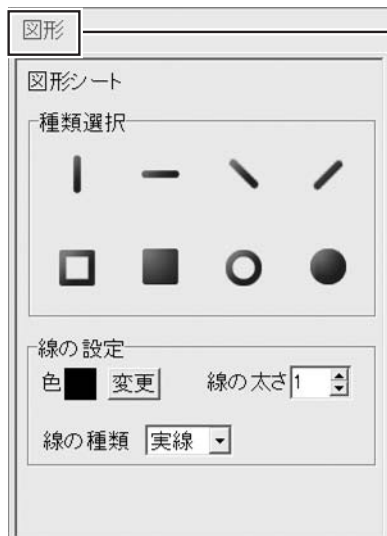 図形
図形シート
種類選択
線の設定
色 変更 線の太さ 1
線の種類 実線